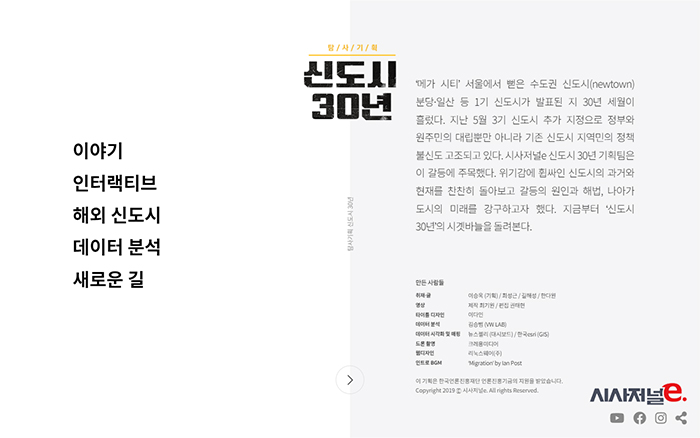 이야기
인터랙티브
해외 신도시
데이터 분석
새로운 길
탐/사/기/획
신도시
30년
탐사기획 신도시 30년
‘메가 시티’ 서울에서 뻗은 수도권 신도시(newtown)
분당·일산 등 1기 신도시가 발표된 지 30년 세월이
흘렀다. 지난 5월 3기 신도시 추가 지정으로 정부와
원주민의 대립뿐만 아니라 기존 신도시 지역민의 정책
불신도 고조되고 있다. 시사저널e 신도시 30년 기획팀은
이 갈등에 주목했다. 위기감에 휩싸인 신도시의 과거와
현재를 찬찬히 돌아보고 갈등의 원인과 해법, 나아가
도시의 미래를 강구하고자 했다. 지금부터 ‘신도시
30년’의 시곗바늘을 돌려본다.
만든 사람들
취재·글 이승욱 (기획) / 최성근 / 길해성 / 천다원
영상 제작 최기원 / 편집 권태현
타이틀 디자인 이다인
데이터 분석 김승범 (VW LAB)
데이터 시각화 및 매핑 뉴스젤리 (대시보드) / 한국esri (GIS)
드론 촬영 크레용미디어
웹디자인 리눅스웨어(주)
인트로 BGM 'Migration' by Ian Post
이 기획은 한국언론진흥재단 언론진흥기금의 지원을 받았습니다.
Copyright 2019 ⓒ 시사저널e. All rights Reserved.
시사저널e.